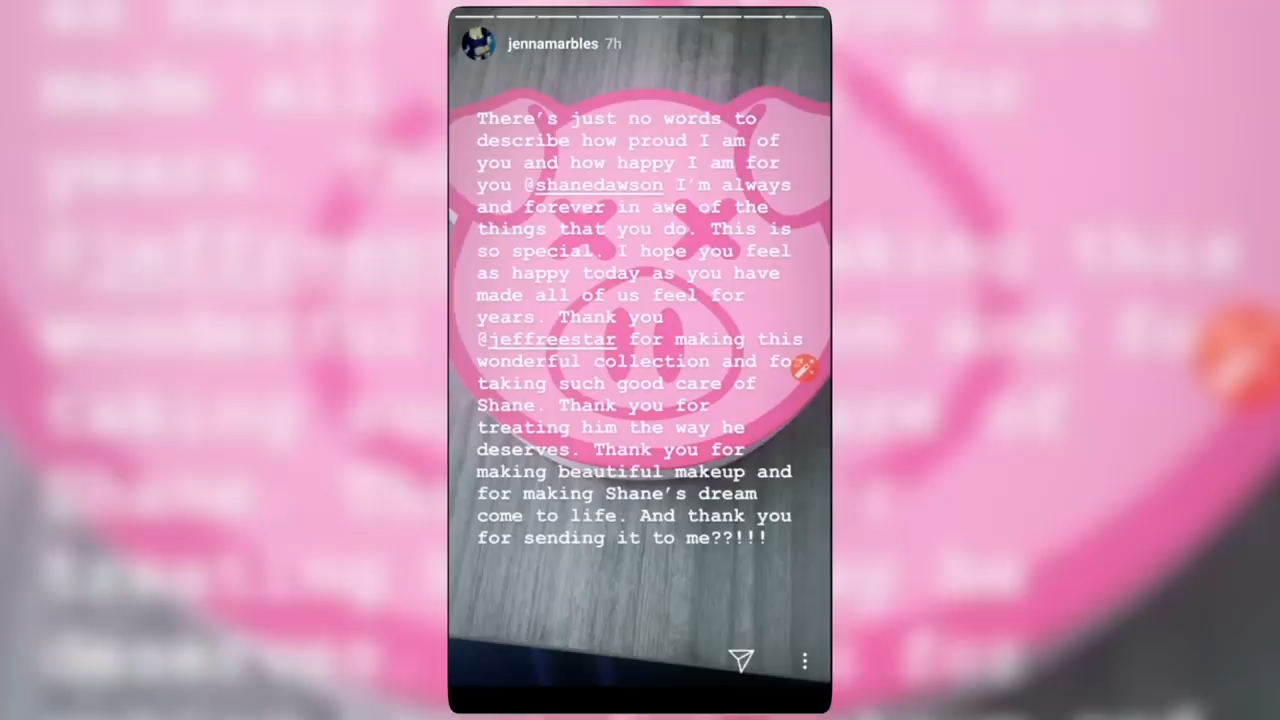 jennamarbles 7h
There's just no words to
describe how proud I am of
you and how happy I am for
you @shanedawson I'm always
and forever in awe of the
things that you do. This is
so special. I hope you feel
as happy today as you have
made all of us feel for
years. Thank you
@jeffreestar for making this
wonderful collection and fo
taking such good care of
Shane. Thank you for
treating him the way he
deserves. Thank you for
making beautiful makeup and
for making Shane's dream
come to life. And thank you
for sending it to me??!!!